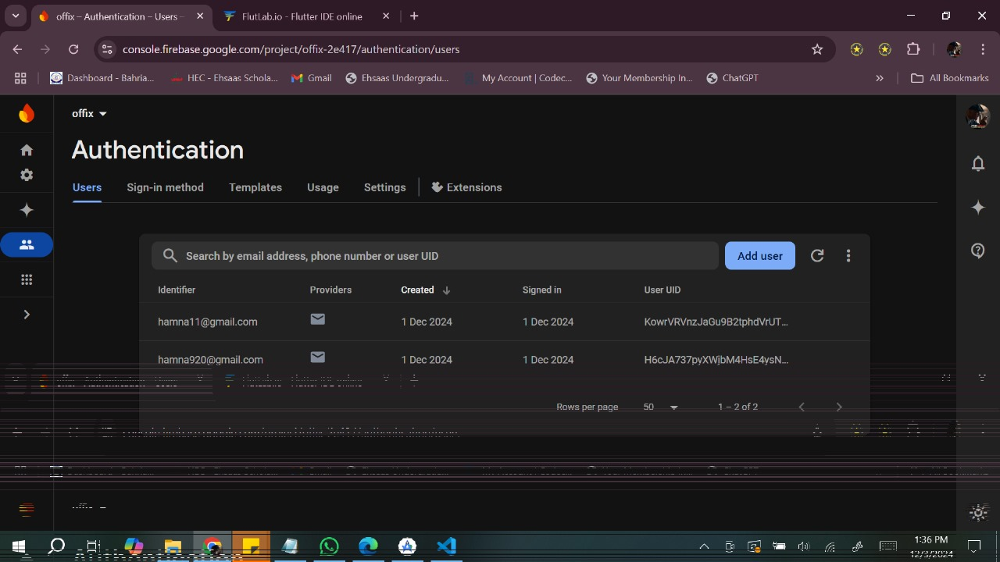 offix – Authentication – Users –
FlutLab.io - Flutter IDE online
console.firebase.google.com/project/offix-2e417/authentication/users
Dashboard - Bahria...
HEC - Ehsaas Schola...
Gmail
Ehsaas Undergradu...
My Account | Codec...
Your Membership In...
ChatGPT
»
All Bookmarks
offix
Authentication
Users
Sign-in method
Templates
Usage
Settings
Extensions
Search by email address, phone number or user UID
Add user
Identifier
Providers
Created
Signed in
User UID
hamna11@gmail.com
1 Dec 2024
1 Dec 2024
KowrVRVnzJaGu9B2tphdVrUT...
hamna920@gmail.com
1 Dec 2024
1 Dec 2024
H6cJA737pyXWjbM4HsE4ysN...
Rows per page
50
1 – 2 of 2
1:36 PM
12/3/2024